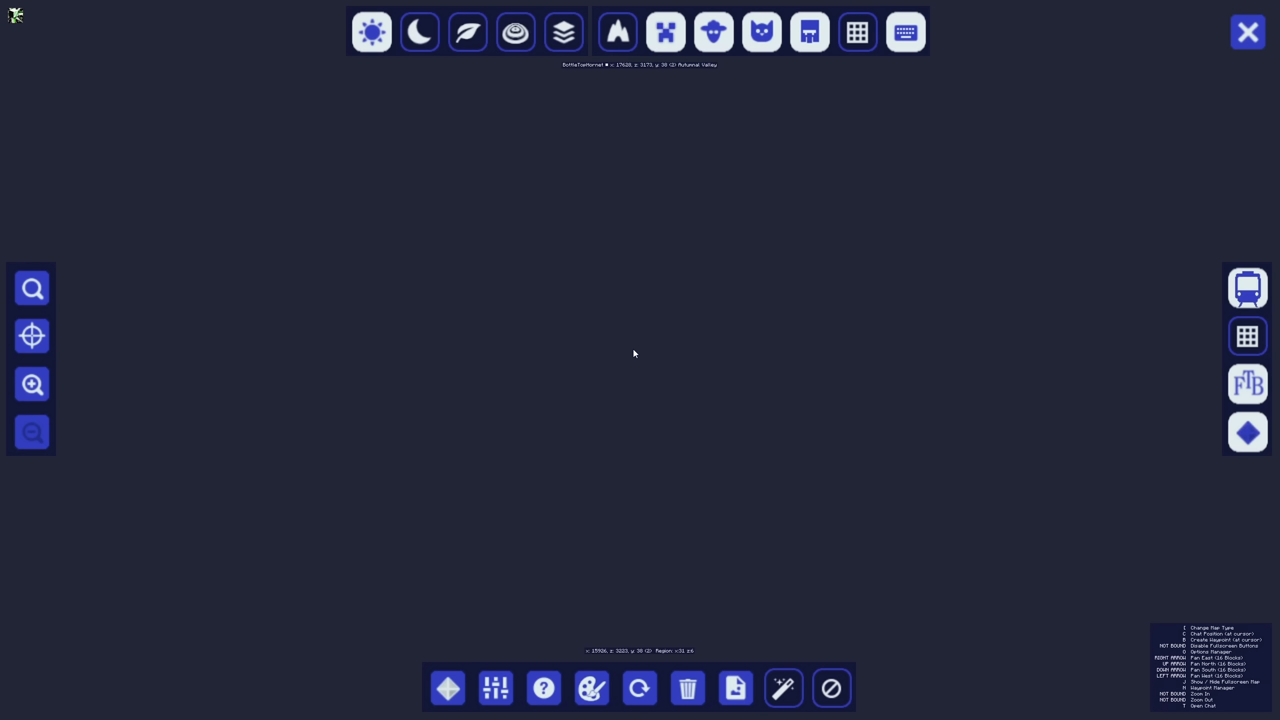 BottleTopHornet ■ x: 17628, z: 3173, y: 38 (2) Autumnal Valley
FTB
x: 15926, z: 3223, y: 38 (2) Region: x:31 z:6
I Change Map Type
C Chat Position (at cursor)
B Create Waypoint (at cursor)
NOT BOUND Disable Fullscreen Buttons
O Options Manager
RIGHT ARROW Pan East (16 Blocks)
UP ARROW Pan North (16 Blocks)
DOWN ARROW Pan South (16 Blocks)
LEFT ARROW Pan West (16 Blocks)
J Show / Hide Fullscreen Map
N Waypoint Manager
NOT BOUND Zoom In
NOT BOUND Zoom Out
T Open Chat